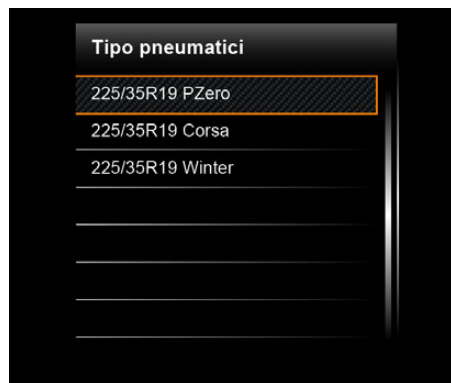 Tipo pneumatici
225/35R19 PZero
225/35R19 Corsa
225/35R19 Winter